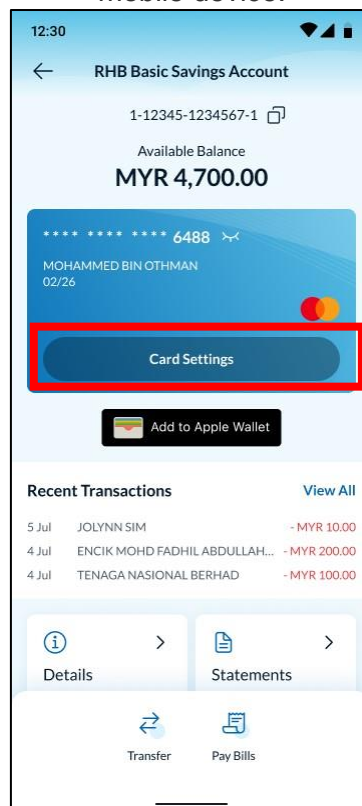 mobile device.
12:30
RHB Basic Savings Account
1-12345-1234567-1
Available Balance
MYR 4,700.00
**** **** **** 6488
MOHAMMED BIN OTHMAN
02/26
Card Settings
Add to Apple Wallet
Recent Transactions View All
5 Jul JOLYNN SIM - MYR 10.00
4 Jul ENCIK MOHD FADHIL ABDULLAH... - MYR 200.00
4 Jul TENAGA NASIONAL BERHAD - MYR 100.00
Details Statements
Transfer Pay Bills